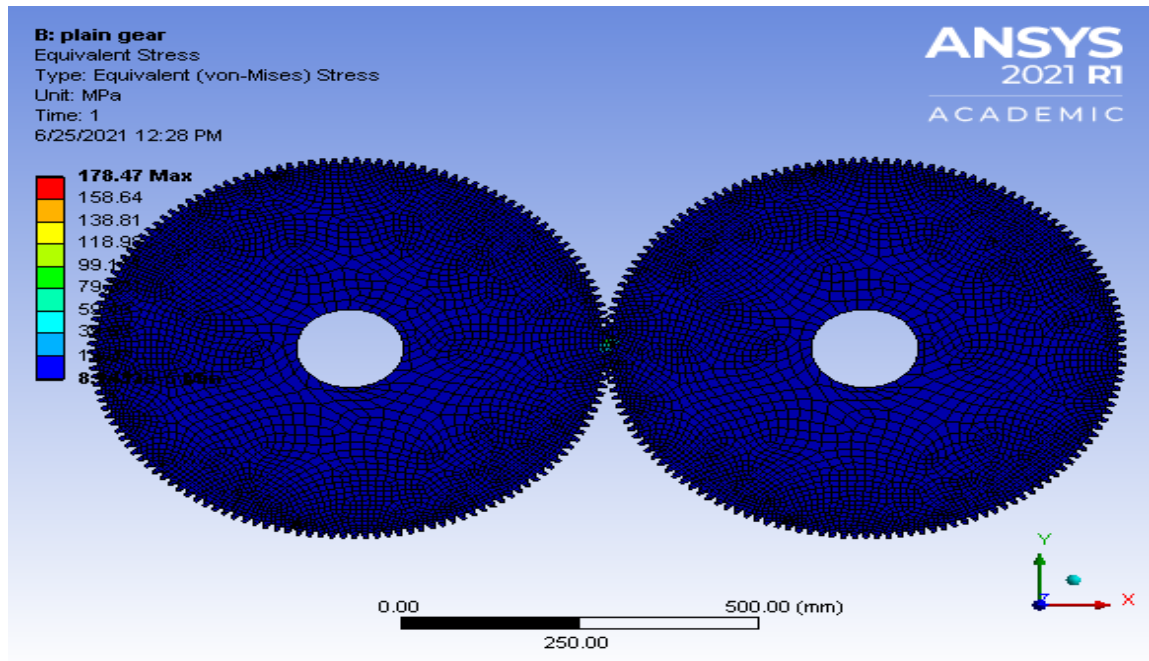 B: plain gear
Equivalent Stress
Type: Equivalent (von-Mises) Stress
Unit: MPa
Time: 1
6/25/2021 12:28 PM
ANSYS
2021 R1
ACADEMIC
178.47 Max
158.64
138.81
0.00
500.00 (mm)
250.00
Y
X